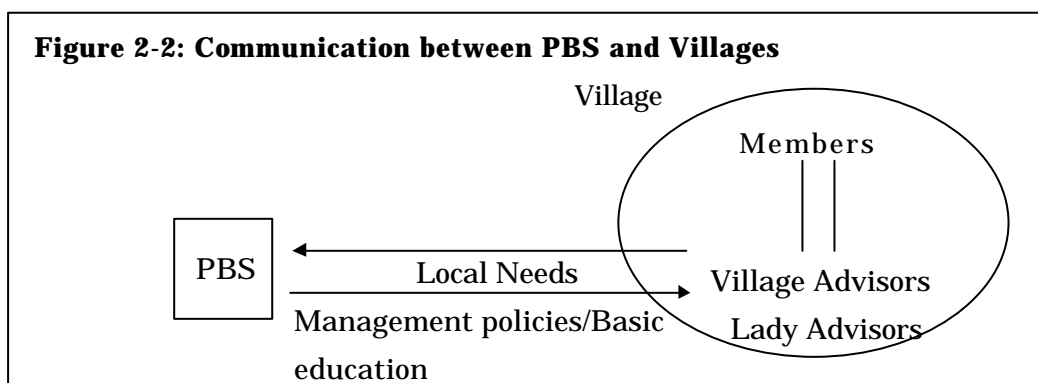 Figure 2-2: Communication between PBS and Villages
Village
Members
PBS
Local Needs
Village Advisors
Management policies/Basic
education
Lady Advisors